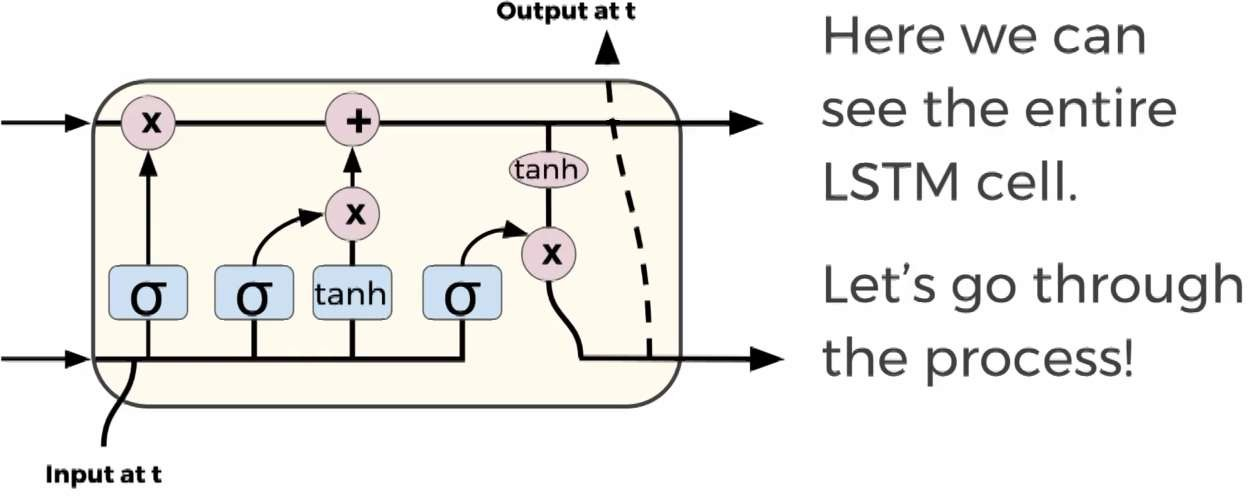 Output at t
Here we can
see the entire
LSTM cell.
Let's go through
the process!
x
+
tanh
x
x
σ
σ
tanh
σ
Input at t